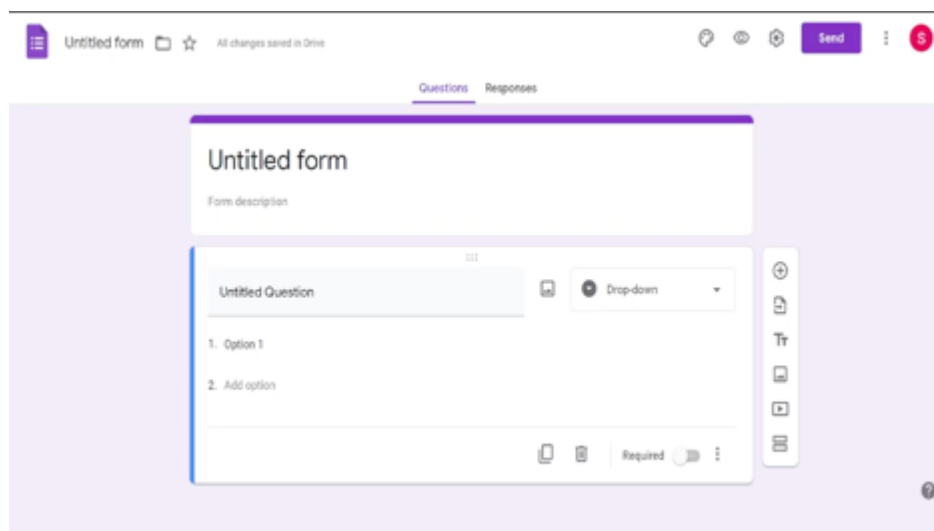 Untitled form All changes saved in Drive Send S
Questions Responses
Untitled form
Form description
Untitled Question Drop-down
1. Option 1
2. Add option
Required